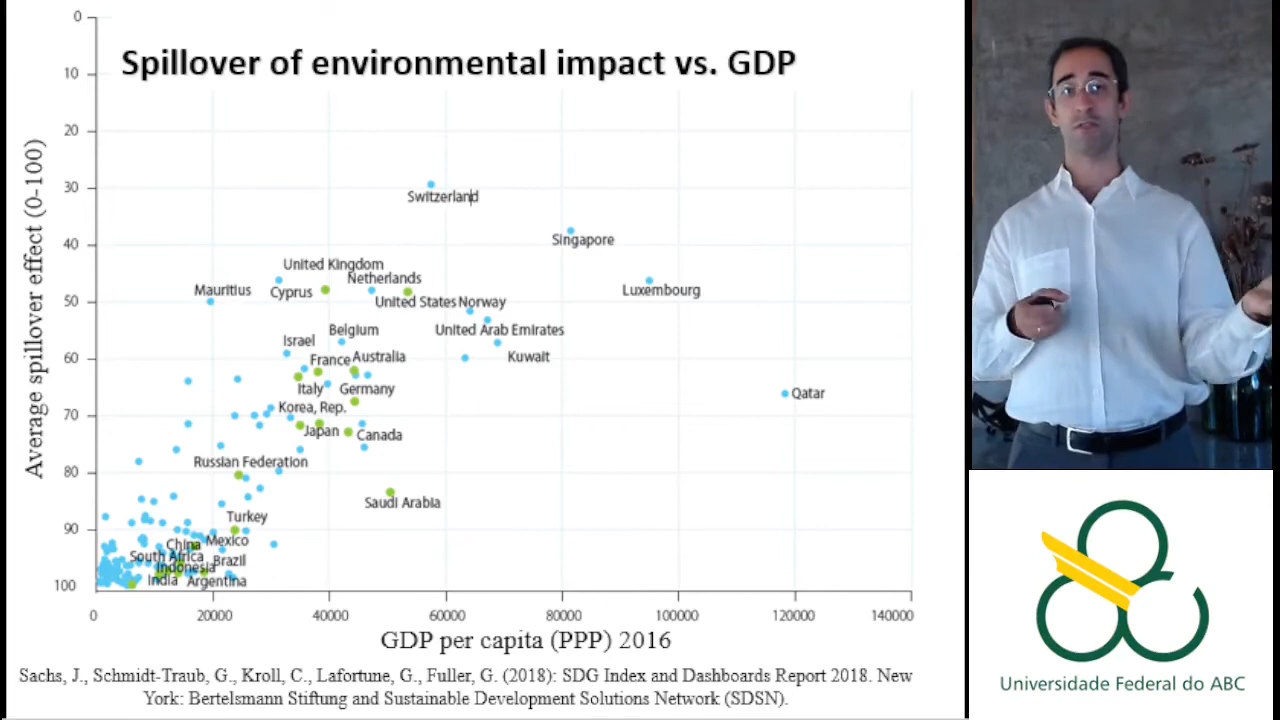 Spillover of environmental impact vs. GDP
Average spillover effect (0-100)
0
10
20
30
40
50
60
70
80
90
100
Switzerland
Singapore
United Kingdom
Netherlands
Mauritius
Cyprus
Luxembourg
United States
Norway
Belgium
United Arab Emirates
Israel
France
Australia
Kuwait
Italy
Germany
Qatar
Korea, Rep.
Japan
Canada
Russian Federation
Saudi Arabia
Turkey
China
Mexico
South Africa
Brazil
Indonesia
India
Argentina
0
20000
40000
60000
80000
100000
120000
140000
GDP per capita (PPP) 2016
Sachs, J., Schmidt-Traub, G., Kroll, C., Lafortune, G., Fuller, G. (2018): SDG Index and Dashboards Report 2018. New
York: Bertelsmann Stiftung and Sustainable Development Solutions Network (SDSN).
Universidade Federal do ABC